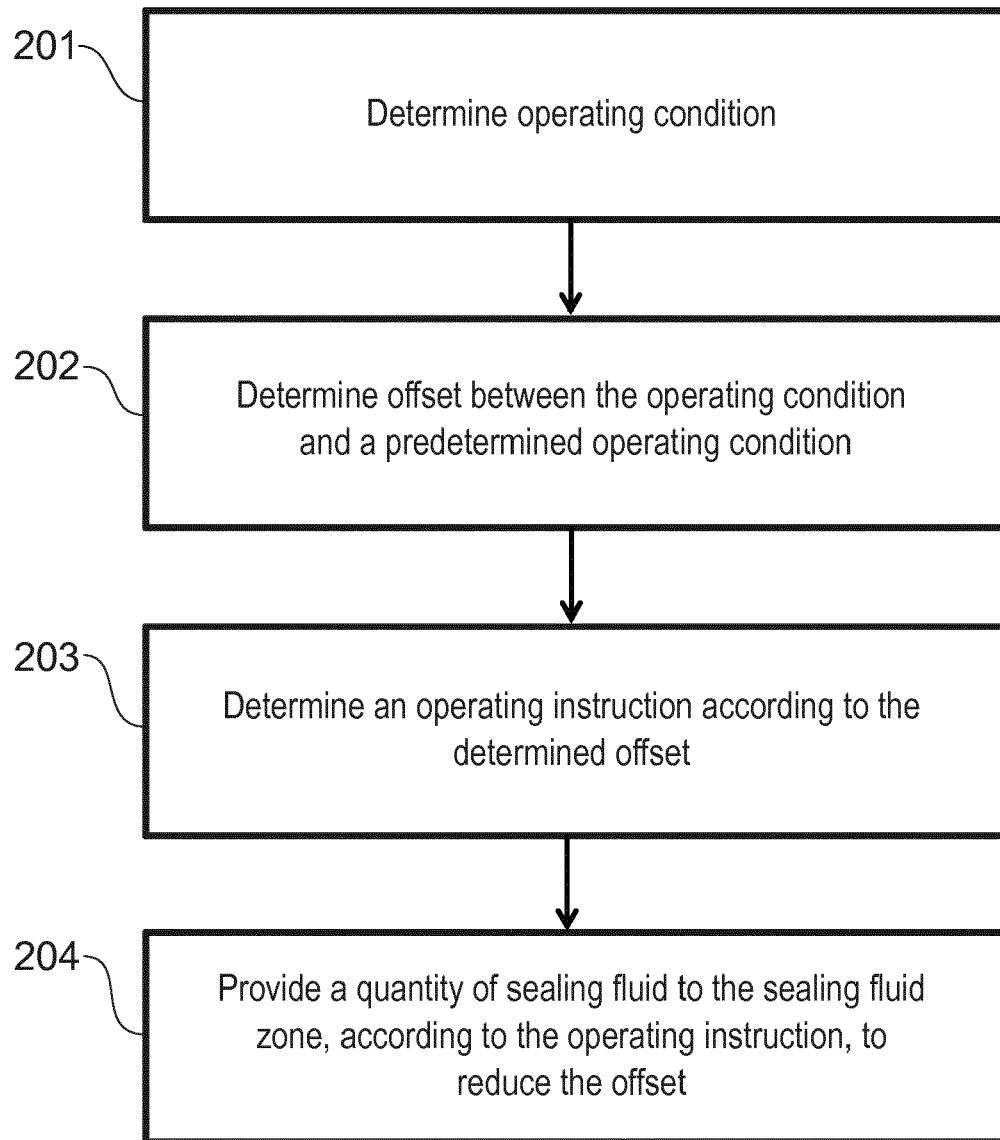 201
Determine operating condition
202
Determine offset between the operating condition
and a predetermined operating condition
203
Determine an operating instruction according to the
determined offset
204
Provide a quantity of sealing fluid to the sealing fluid
zone, according to the operating instruction, to
reduce the offset